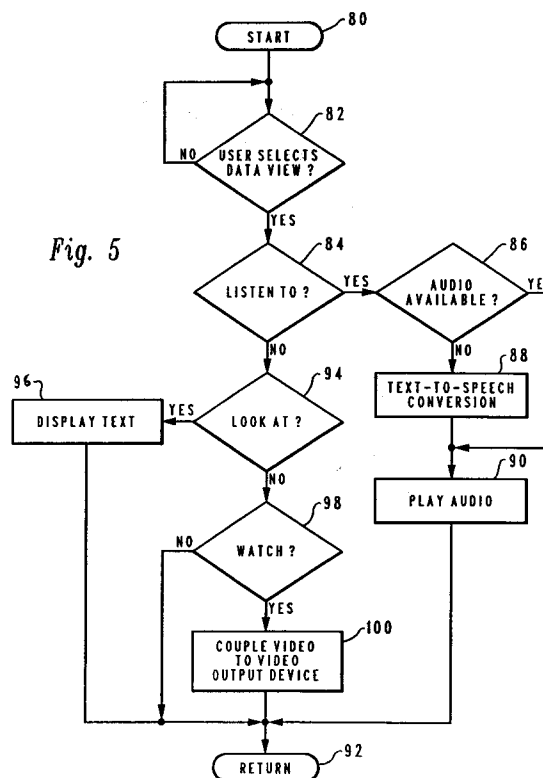 80
START
82
NO
USER SELECTS
DATA VIEW ?
YES
Fig. 5
84
86
LISTEN TO ?
YES
AUDIO
AVAILABLE ?
YES
NO
NO
88
96
94
TEXT-TO-SPEECH
CONVERSION
DISPLAY TEXT
YES
LOOK AT ?
90
NO
98
PLAY AUDIO
NO
WATCH ?
YES
100
COUPLE VIDEO
TO VIDEO
OUTPUT DEVICE
92
RETURN